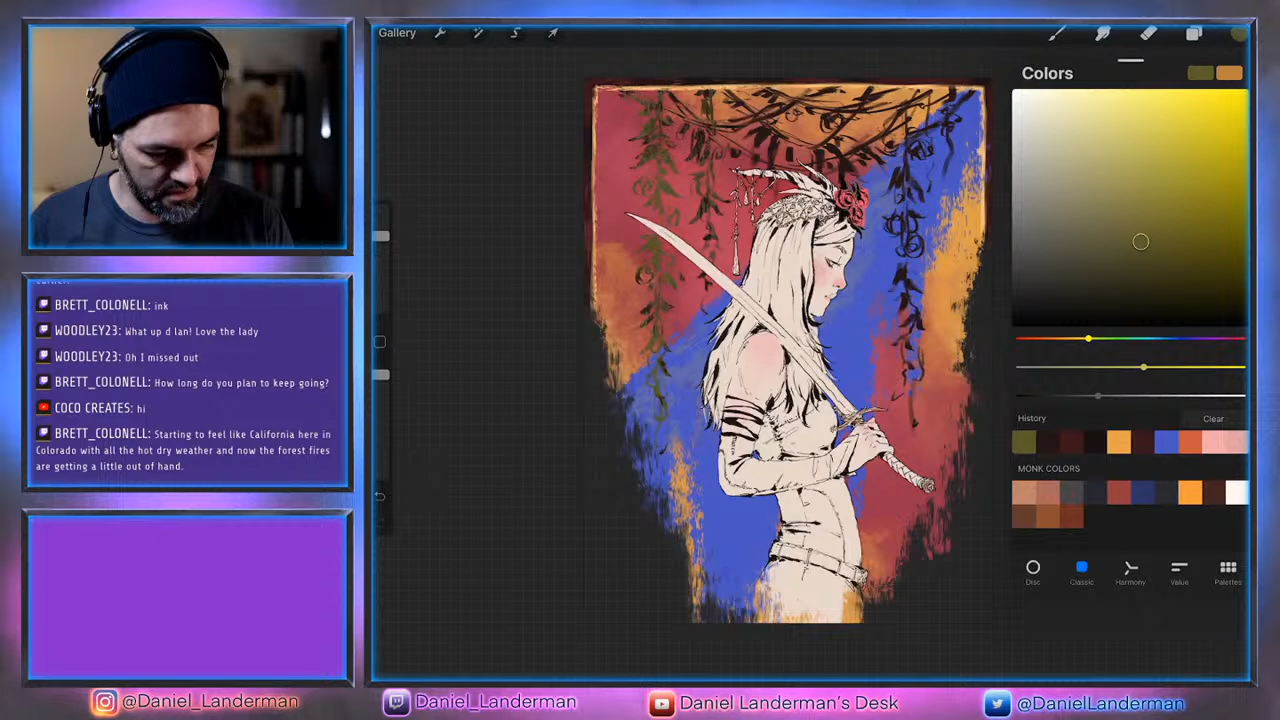 BRETT_COLONELL: ink
WOODLEY23: What up d lan! Love the lady
WOODLEY23: Oh I missed out
BRETT_COLONELL: How long do you plan to keep going?
COCO CREATES: hi
BRETT_COLONELL: Starting to feel like California here in
Colorado with all the hot dry weather and now the forest fires
are getting a little out of hand.
Gallery
Colors
History
Clear
MONK COLORS
Disc
Classic
Harmony
Value
Palettes
@Daniel_Landerman
Daniel_Landerman
Daniel Landerman's Desk
@DanielLanderman